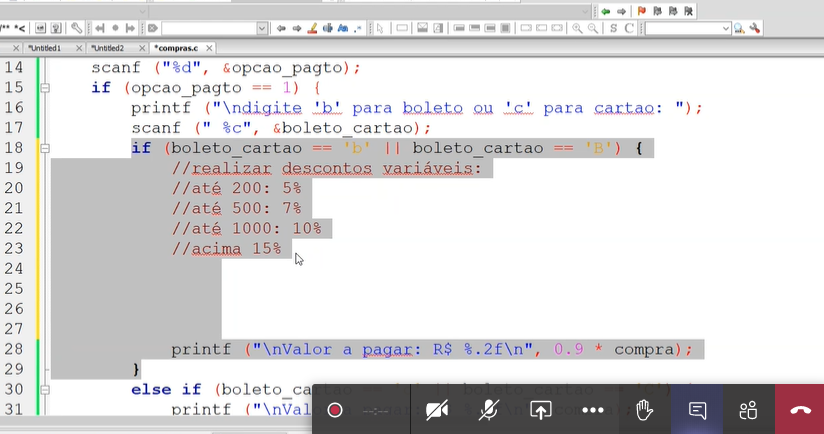 *Untitled1 *Untitled2 *compras.c
14 scanf ("%d", &opcao_pagto);
15 if (opcao_pagto == 1) {
16 printf ("\ndigite 'b' para boleto ou 'c' para cartao: ");
17 scanf (" %c", &boleto_cartao);
18 if (boleto_cartao == 'b' || boleto_cartao == 'B') {
19 //realizar descontos variáveis:
20 //até 200: 5%
21 //até 500: 7%
22 //até 1000: 10%
23 //acima 15%
24
25
26
27
28 printf ("\nValor a pagar: R$ %.2f\n", 0.9 * compra);
29 }
30 else if (boleto_
31 printf ("\nVal